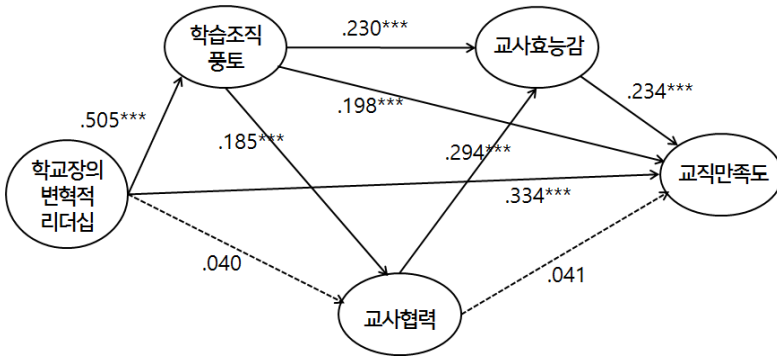 학습조직
풍토
.230***
교사효능감
.505***
.198***
.234***
.185***
.294***
학교장의
변혁적
리더십
교직만족도
.334***
.040
.041
교사협력